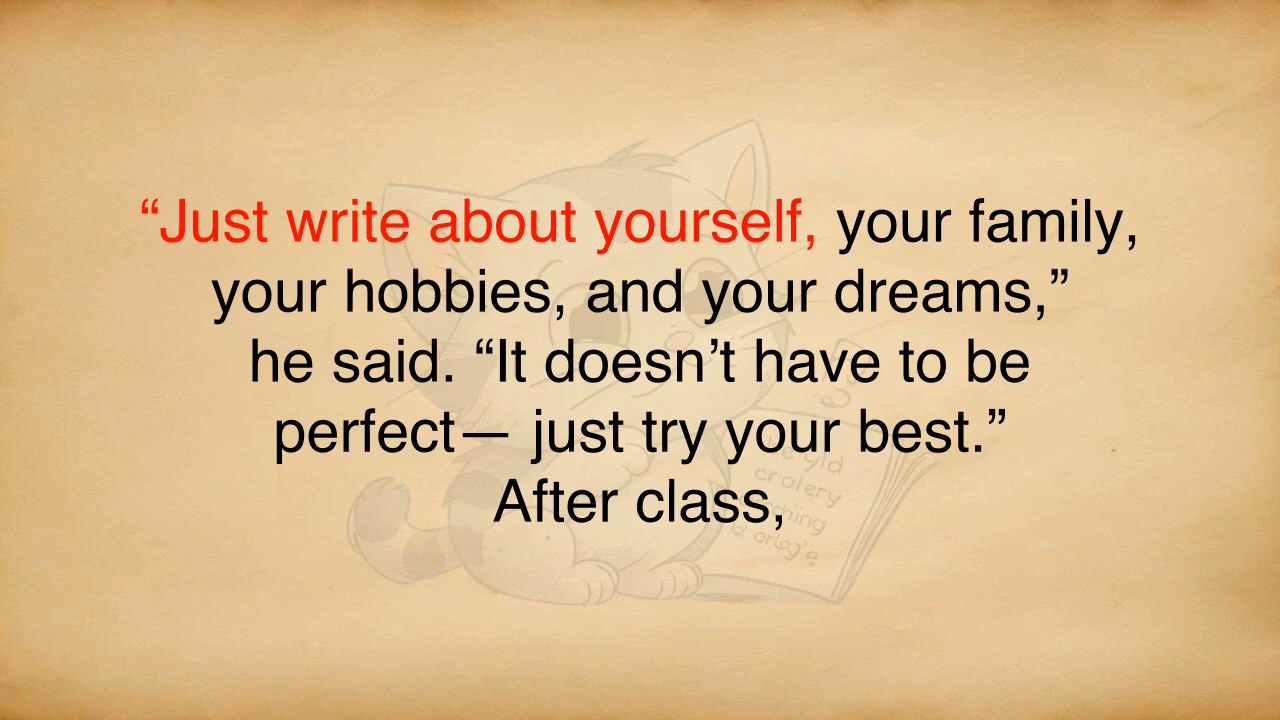 “Just write about yourself, your family,
your hobbies, and your dreams,”
he said. “It doesn’t have to be
perfect— just try your best.”
After class,